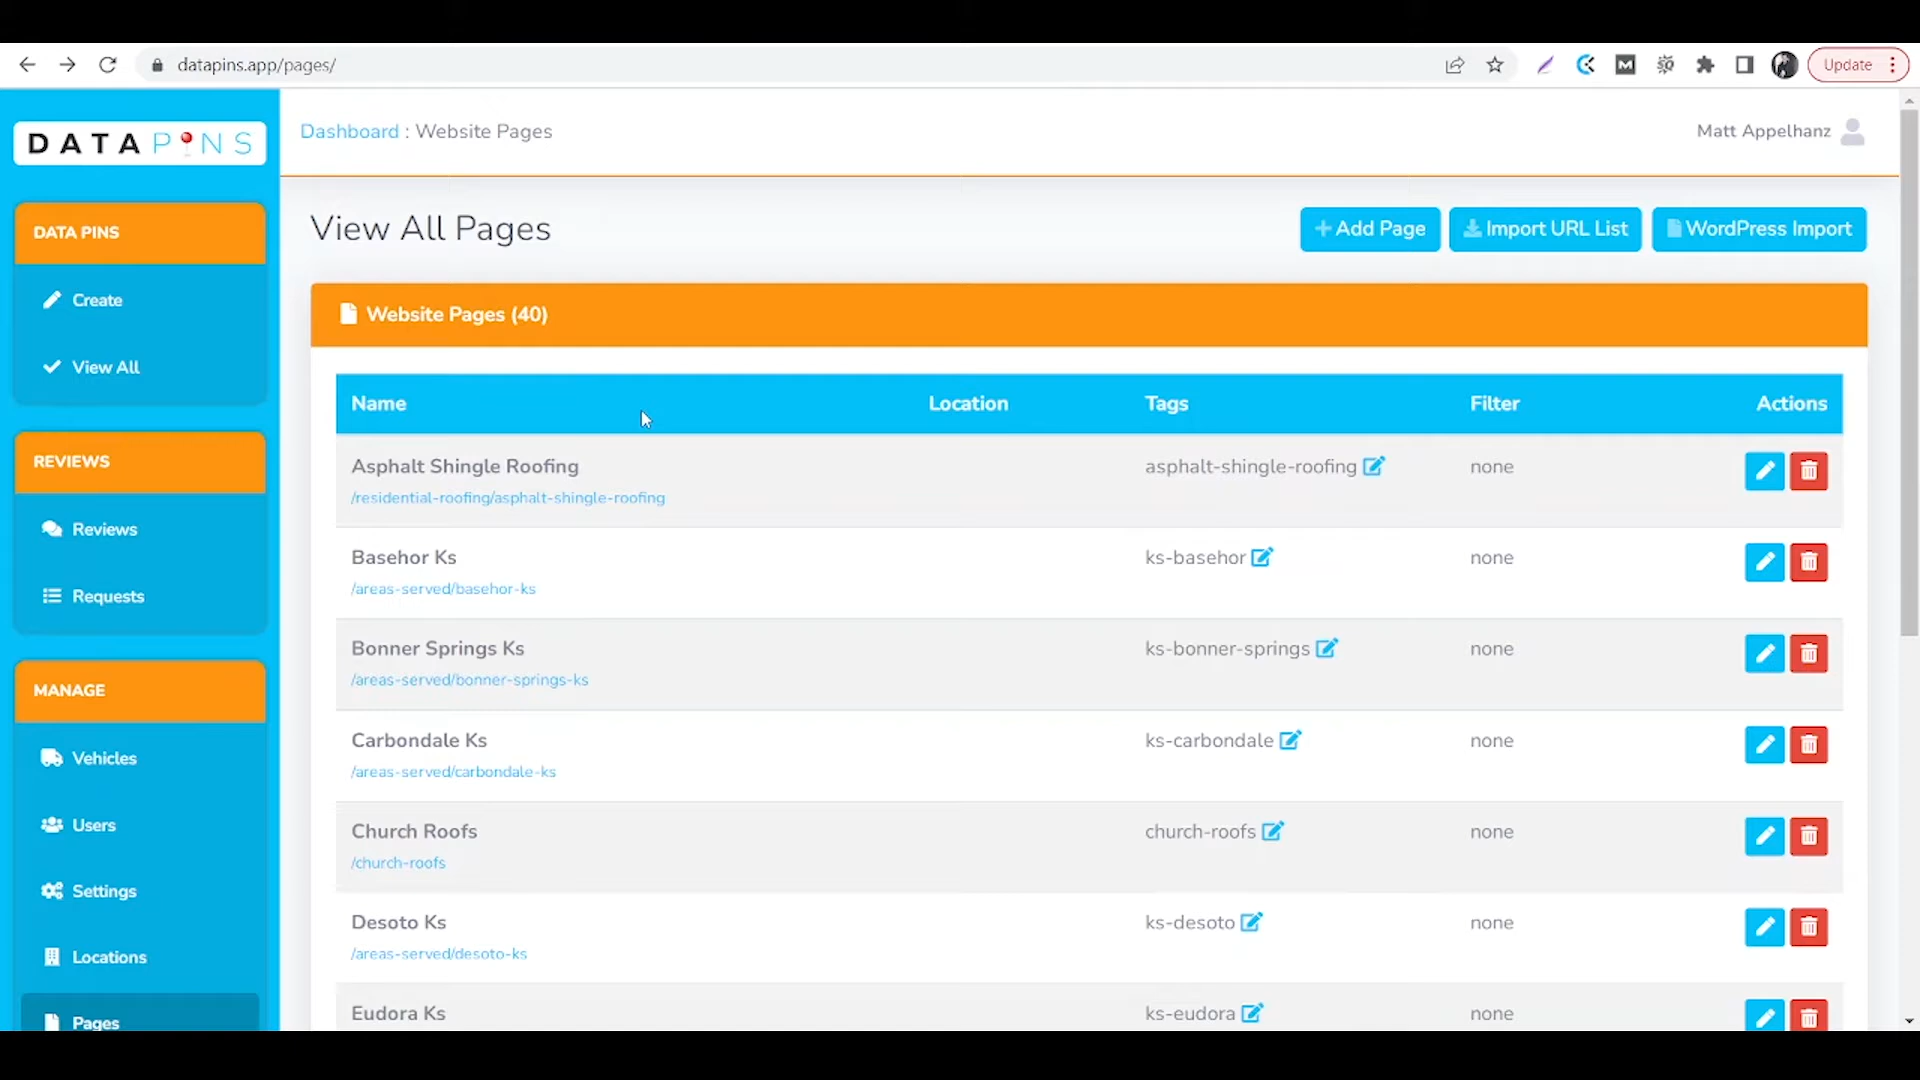 datapins.app/pages/
Update
DATAPINS
Dashboard : Website Pages
Matt Appelhanz
DATA PINS
Create
View All
REVIEWS
Reviews
Requests
MANAGE
Vehicles
Users
Settings
Locations
Pages
View All Pages
+ Add Page
Import URL List
WordPress Import
Website Pages (40)
Name Location Tags Filter Actions
Asphalt Shingle Roofing asphalt-shingle-roofing none
/residential-roofing/asphalt-shingle-roofing
Basehor Ks ks-basehor none
/areas-served/basehor-ks
Bonner Springs Ks ks-bonner-springs none
/areas-served/bonner-springs-ks
Carbondale Ks ks-carbondale none
/areas-served/carbondale-ks
Church Roofs church-roofs none
/church-roofs
Desoto Ks ks-desoto none
/areas-served/desoto-ks
Eudora Ks ks-eudora none